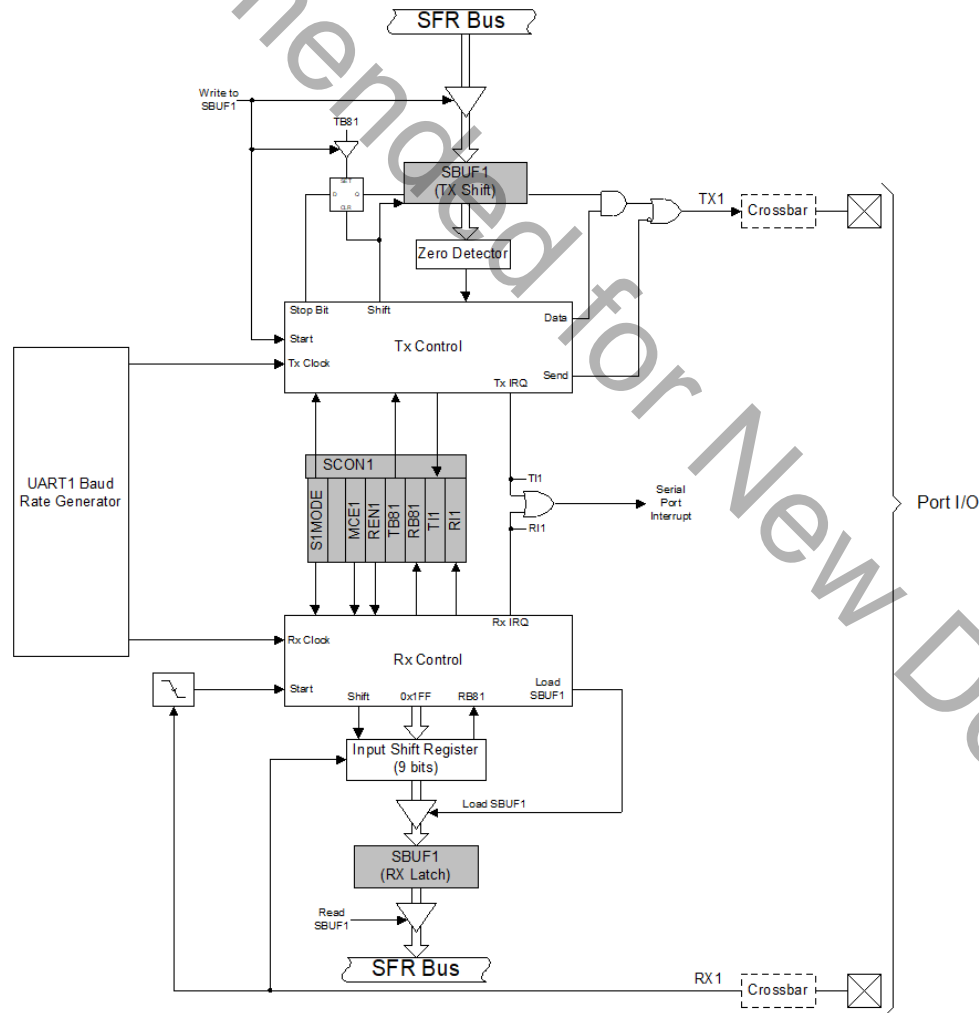 SFR Bus
Write to
SBUF1
TB81
SET
D
Q
CLR
SBUF1
(TX Shift)
TX1
Crossbar
Zero Detector
Stop Bit
Shift
Data
Start
Tx Control
Tx Clock
Send
Tx IRQ
UART1 Baud
Rate Generator
SCON1
S1MODE
MCE1
REN1
TB81
RB81
TI1
RI1
TI1
RI1
Serial
Port
Interrupt
Port I/O
Rx IRQ
Rx Clock
Rx Control
Start
Shift
0x1FF
RB81
Load
SBUF1
Input Shift Register
(9 bits)
Load SBUF1
SBUF1
(RX Latch)
Read
SBUF1
SFR Bus
RX1
Crossbar
mended for New De